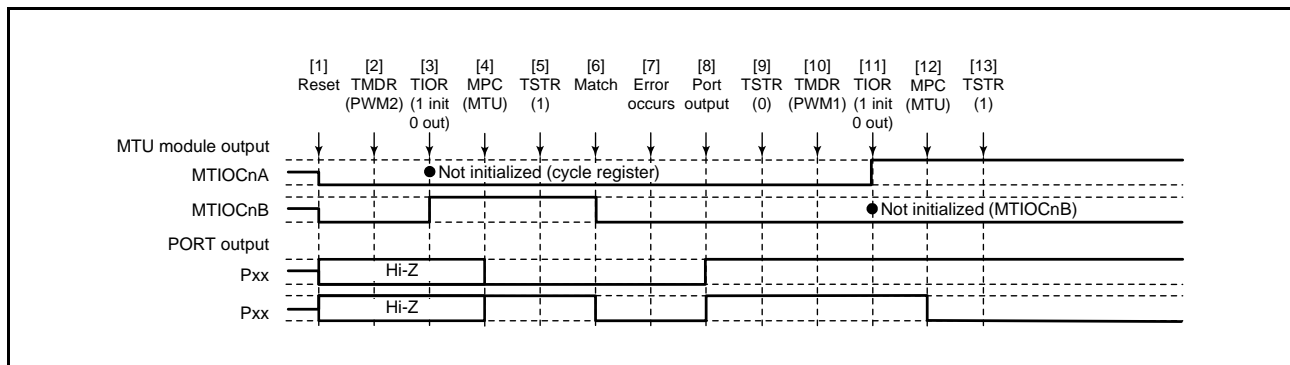 [1] [2] [3] [4] [5] [6] [7] [8] [9] [10] [11] [12] [13]
Reset TMDR TIOR MPC TSTR Match Error Port TSTR TMDR TIOR MPC TSTR
(PWM2) (1 init (MTU) (1) occurs output (0) (PWM1) (1 init (MTU) (1)
0 out) 0 out)
MTU module output
MTIOCnA Not initialized (cycle register)
MTIOCnB Not initialized (MTIOCnB)
PORT output
Pxx Hi-Z
Pxx Hi-Z